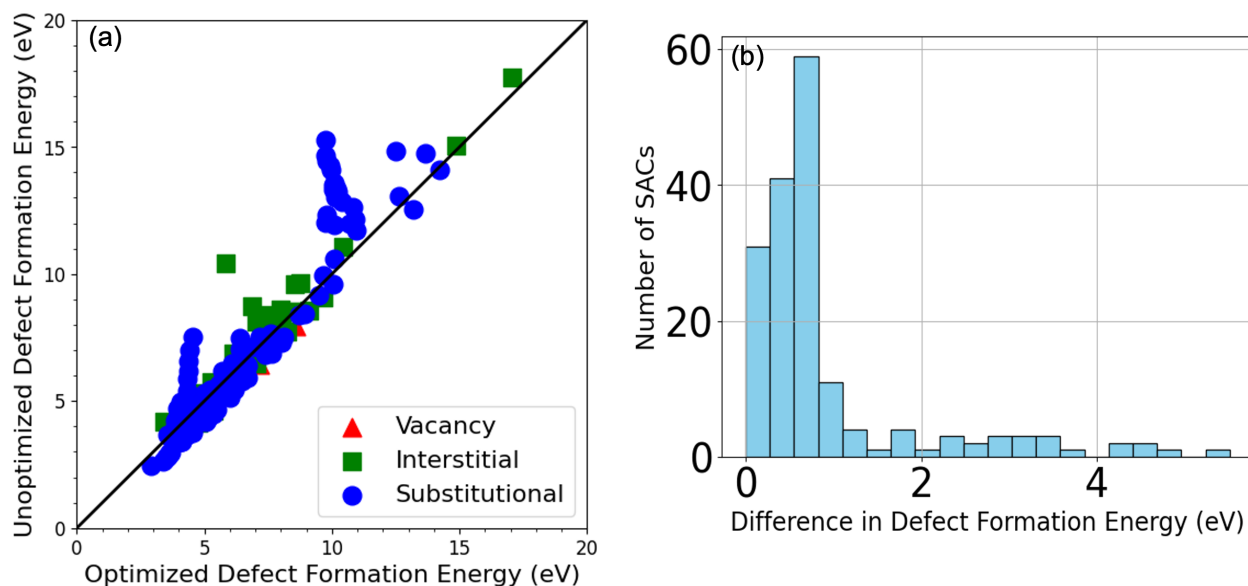 (a)
Unoptimized Defect Formation Energy (eV)
20
15
10
5
0
0 5 10 15 20
Optimized Defect Formation Energy (eV)
Vacancy
Interstitial
Substitutional
(b)
Number of SACs
60
40
20
0
0 2 4
Difference in Defect Formation Energy (eV)